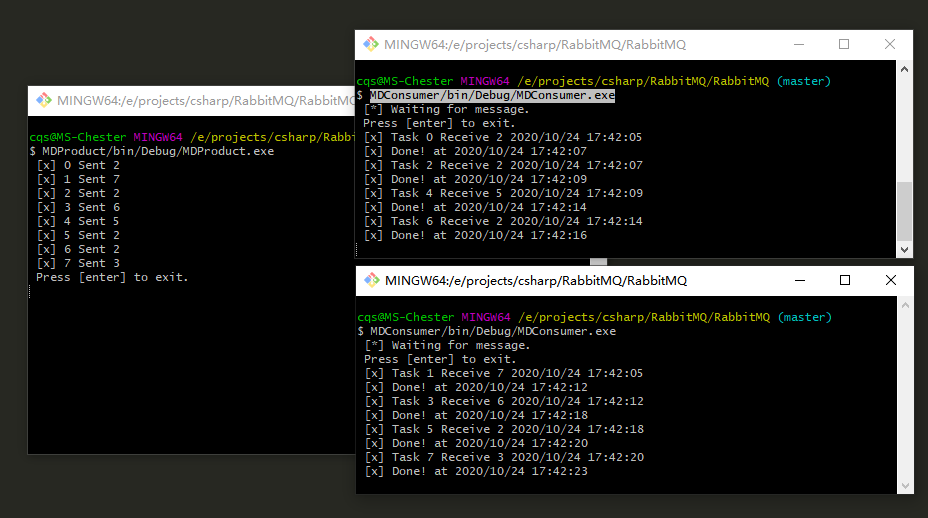 MINGW64:/e/projects/csharp/RabbitMQ/RabbitMQ
cqs@MS-Chester MINGW64 /e/projects/csharp/Rabbi
$ MDProduct/bin/Debug/MDProduct.exe
[x] 0 Sent 2
[x] 1 Sent 7
[x] 2 Sent 2
[x] 3 Sent 6
[x] 4 Sent 5
[x] 5 Sent 2
[x] 6 Sent 2
[x] 7 Sent 3
Press [enter] to exit.
MINGW64:/e/projects/csharp/RabbitMQ/RabbitMQ
cqs@MS-Chester MINGW64 /e/projects/csharp/RabbitMQ/RabbitMQ (master)
$ MDConsumer/bin/Debug/MDConsumer.exe
[*] Waiting for message.
Press [enter] to exit.
[x] Task 0 Receive 2 2020/10/24 17:42:05
[x] Done! at 2020/10/24 17:42:07
[x] Task 2 Receive 2 2020/10/24 17:42:07
[x] Done! at 2020/10/24 17:42:09
[x] Task 4 Receive 5 2020/10/24 17:42:09
[x] Done! at 2020/10/24 17:42:14
[x] Task 6 Receive 2 2020/10/24 17:42:14
[x] Done! at 2020/10/24 17:42:16
MINGW64:/e/projects/csharp/RabbitMQ/RabbitMQ
cqs@MS-Chester MINGW64 /e/projects/csharp/RabbitMQ/RabbitMQ (master)
$ MDConsumer/bin/Debug/MDConsumer.exe
[*] Waiting for message.
Press [enter] to exit.
[x] Task 1 Receive 7 2020/10/24 17:42:05
[x] Done! at 2020/10/24 17:42:12
[x] Task 3 Receive 6 2020/10/24 17:42:12
[x] Done! at 2020/10/24 17:42:18
[x] Task 5 Receive 2 2020/10/24 17:42:18
[x] Done! at 2020/10/24 17:42:20
[x] Task 7 Receive 3 2020/10/24 17:42:20
[x] Done! at 2020/10/24 17:42:23